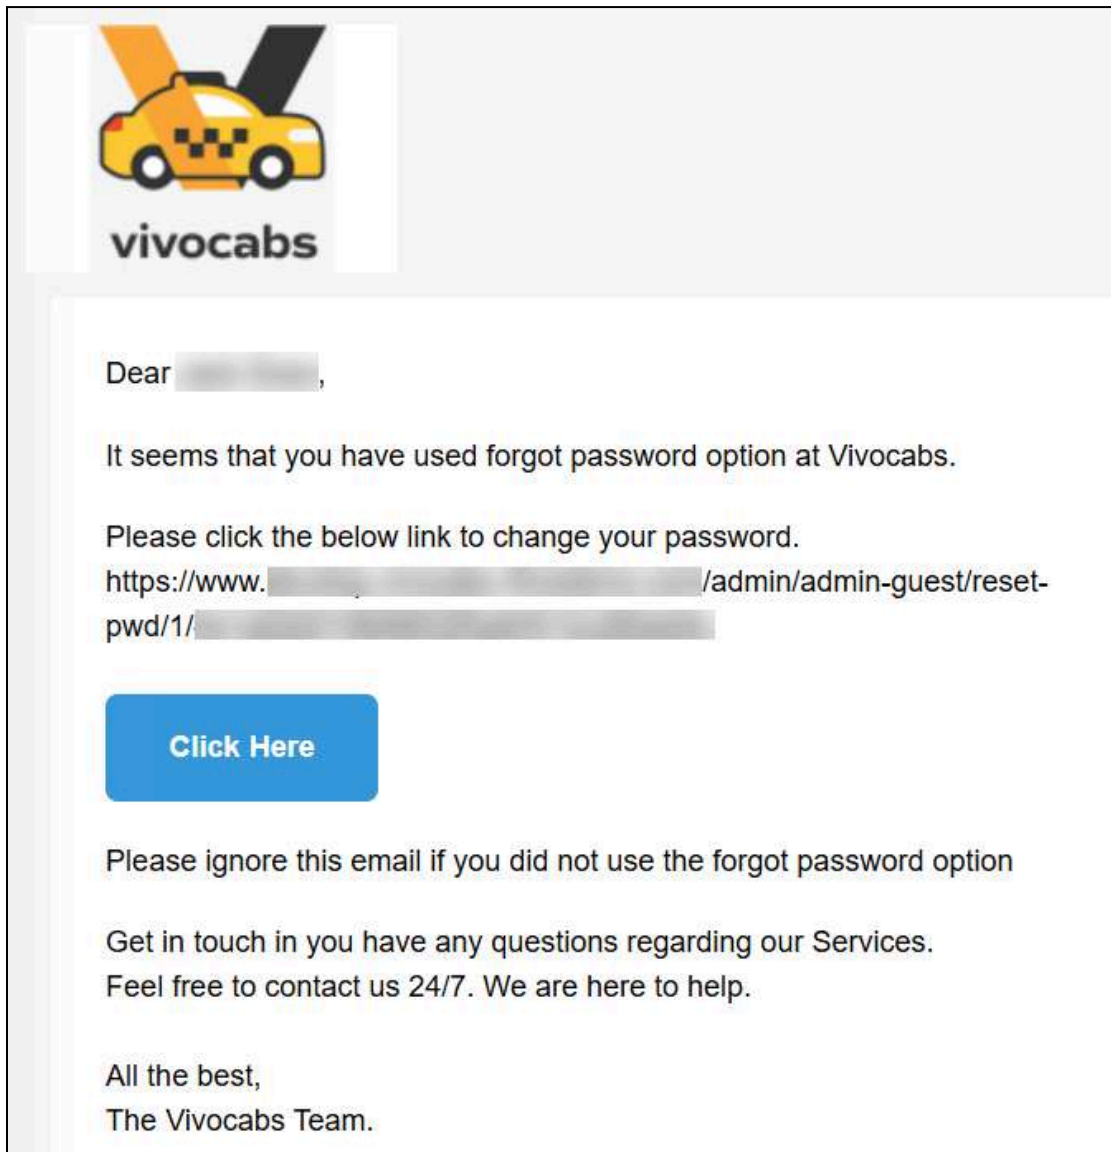 vivocabs
Dear ,
It seems that you have used forgot password option at Vivocabs.
Please click the below link to change your password.
https://www. /admin/admin-guest/reset-
pwd/1/
Click Here
Please ignore this email if you did not use the forgot password option
Get in touch in you have any questions regarding our Services.
Feel free to contact us 24/7. We are here to help.
All the best,
The Vivocabs Team.